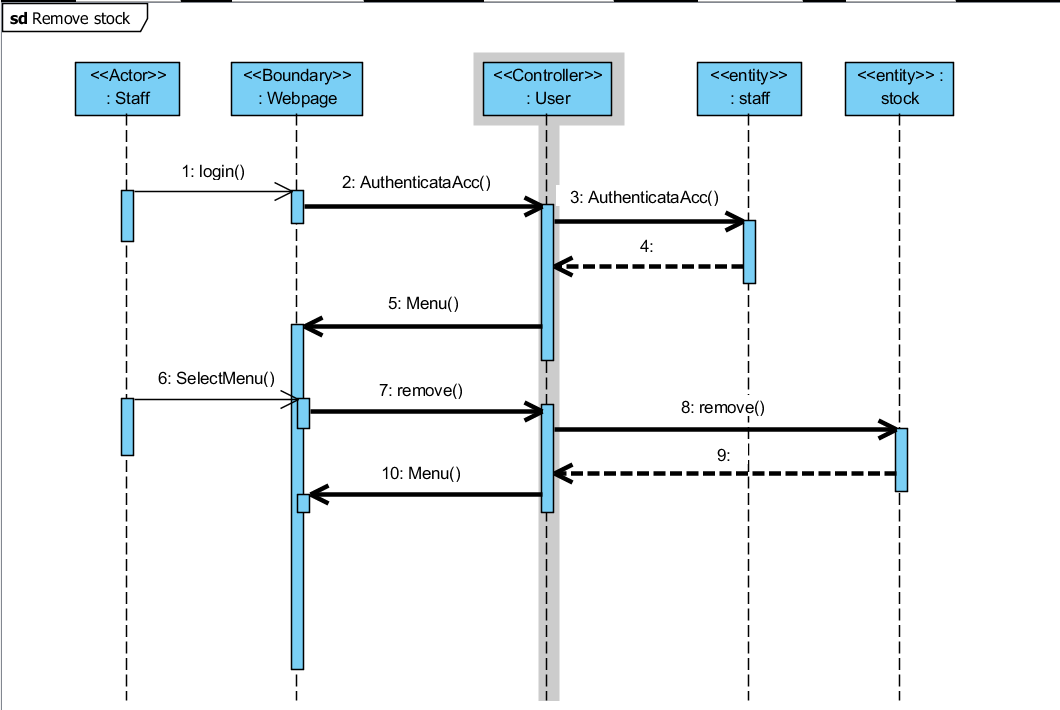 sd Remove stock
<<Actor>>
: Staff
<<Boundary>>
: Webpage
<<Controller>>
: User
<<entity>>
: staff
<<entity>> :
stock
1: login()
2: AuthenticataAcc()
3: AuthenticataAcc()
4:
5: Menu()
6: SelectMenu()
7: remove()
8: remove()
9:
10: Menu()